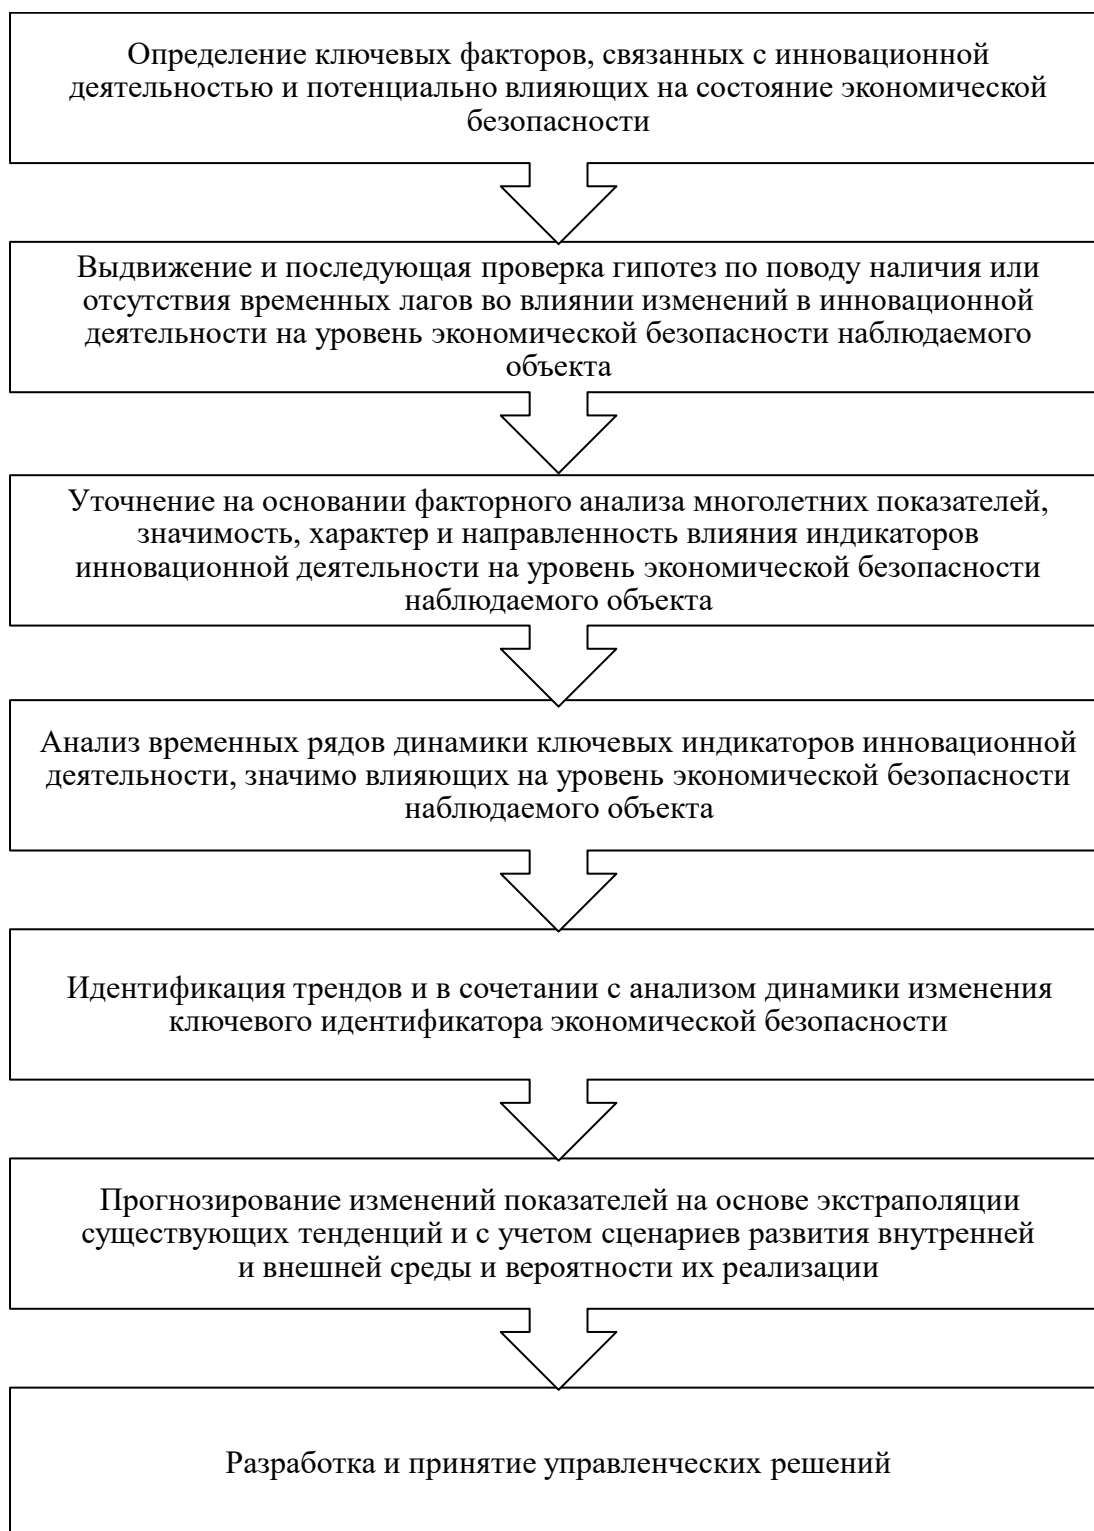 Определение ключевых факторов, связанных с инновационной
деятельностью и потенциально влияющих на состояние экономической
безопасности
Выдвижение и последующая проверка гипотез по поводу наличия или
отсутствия временных лагов во влиянии изменений в инновационной
деятельности на уровень экономической безопасности наблюдаемого
объекта
Уточнение на основании факторного анализа многолетних показателей,
значимость, характер и направленность влияния индикаторов
инновационной деятельности на уровень экономической безопасности
наблюдаемого объекта
Анализ временных рядов динамики ключевых индикаторов инновационной
деятельности, значимо влияющих на уровень экономической безопасности
наблюдаемого объекта
Идентификация трендов и в сочетании с анализом динамики изменения
ключевого идентификатора экономической безопасности
Прогнозирование изменений показателей на основе экстраполяции
существующих тенденций и с учетом сценариев развития внутренней
и внешней среды и вероятности их реализации
Разработка и принятие управленческих решений